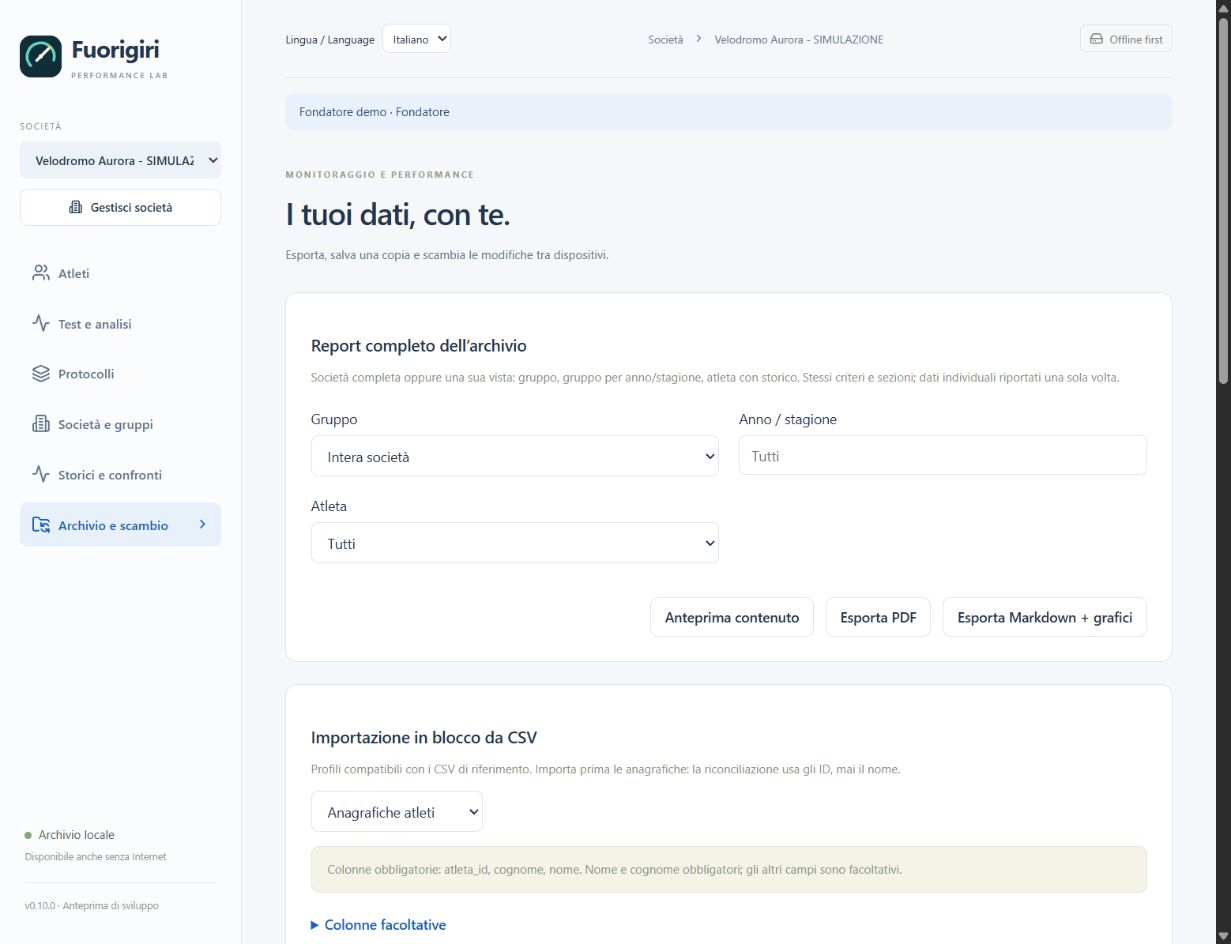 Fuorigiri
PERFORMANCE LAB
SOCIETÀ
Velodromo Aurora - SIMULAZ
Gestisci società
Atleti
Test e analisi
Protocolli
Società e gruppi
Storici e confronti
Archivio e scambio
Archivio locale
Disponibile anche senza Internet
v0.10.0 · Anteprima di sviluppo
Lingua / Language Italiano
Società > Velodromo Aurora - SIMULAZIONE
Offline first
Fondatore demo · Fondatore
MONITORAGGIO E PERFORMANCE
I tuoi dati, con te.
Esporta, salva una copia e scambia le modifiche tra dispositivi.
Report completo dell’archivio
Società completa oppure una sua vista: gruppo, gruppo per anno/stagione, atleta con storico. Stessi criteri e sezioni; dati individuali riportati una sola volta.
Gruppo
Intera società
Anno / stagione
Tutti
Atleta
Tutti
Anteprima contenuto
Esporta PDF
Esporta Markdown + grafici
Importazione in blocco da CSV
Profili compatibili con i CSV di riferimento. Importa prima le anagrafiche: la riconciliazione usa gli ID, mai il nome.
Anagrafiche atleti
Colonne obbligatorie: atleta_id, cognome, nome. Nome e cognome obbligatori; gli altri campi sono facoltativi.
Colonne facoltative